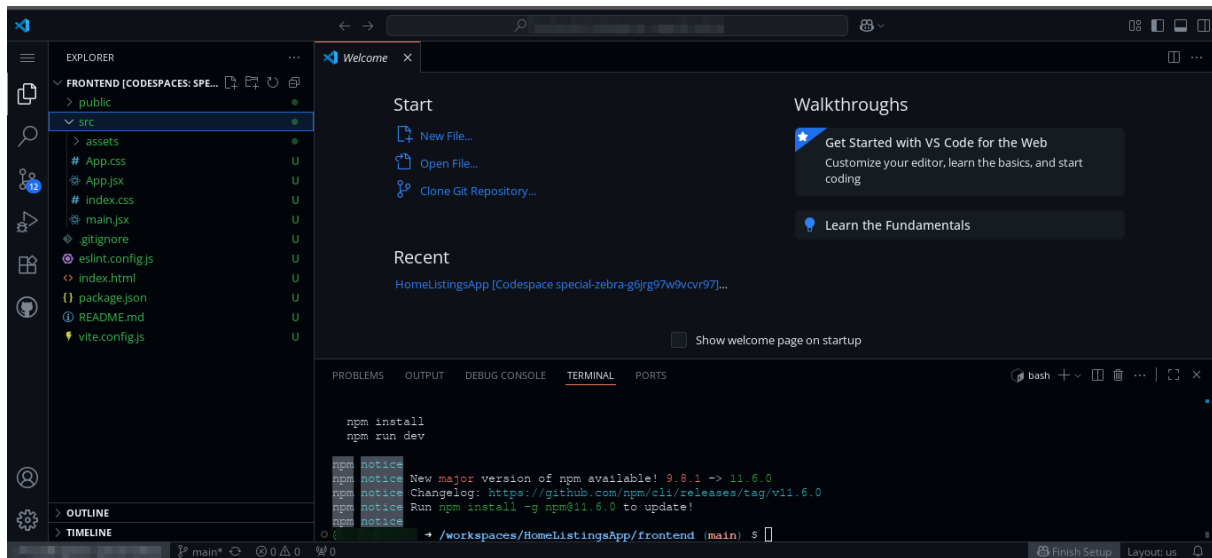 EXPLORER
FRONTEND [CODESPACES: SPE...
public
src
assets
# App.css U
App.jsx U
# index.css U
main.jsx U
.gitignore U
eslint.config.js U
<> index.html U
{} package.json U
README.md U
vite.config.js U
OUTLINE
TIMELINE
12
Welcome
Start
New File...
Open File...
Clone Git Repository...
Recent
HomeListingsApp [Codespace special-zebra-g6jrg97w9vcvr97]...
Walkthroughs
Get Started with VS Code for the Web
Customize your editor, learn the basics, and start
coding
Learn the Fundamentals
Show welcome page on startup
PROBLEMS OUTPUT DEBUG CONSOLE TERMINAL PORTS
bash
npm install
npm run dev
npm notice
npm notice New major version of npm available! 9.8.1 -> 11.6.0
npm notice Changelog: https://github.com/npm/cli/releases/tag/v11.6.0
npm notice Run npm install -g npm@11.6.0 to update!
npm notice
➜ /workspaces/HomeListingsApp/frontend (main) $
main* 0 0 0 Finish Setup Layout: us